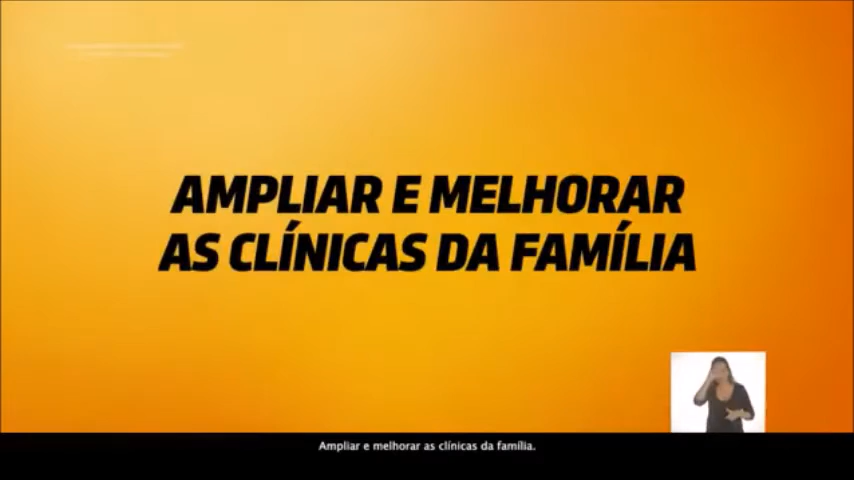 AMPLIAR E MELHORAR
AS CLÍNICAS DA FAMÍLIA
Ampliar e melhorar as clínicas da família.